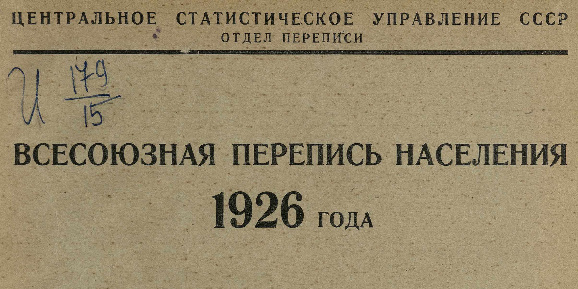 ЦЕНТРАЛЬНОЕ СТАТИСТИЧЕСКОЕ УПРАВЛЕНИЕ СССР
ОТДЕЛ ПЕРЕПИСИ
И 179
15
ВСЕСОЮЗНАЯ ПЕРЕПИСЬ НАСЕЛЕНИЯ
1926 ГОДА